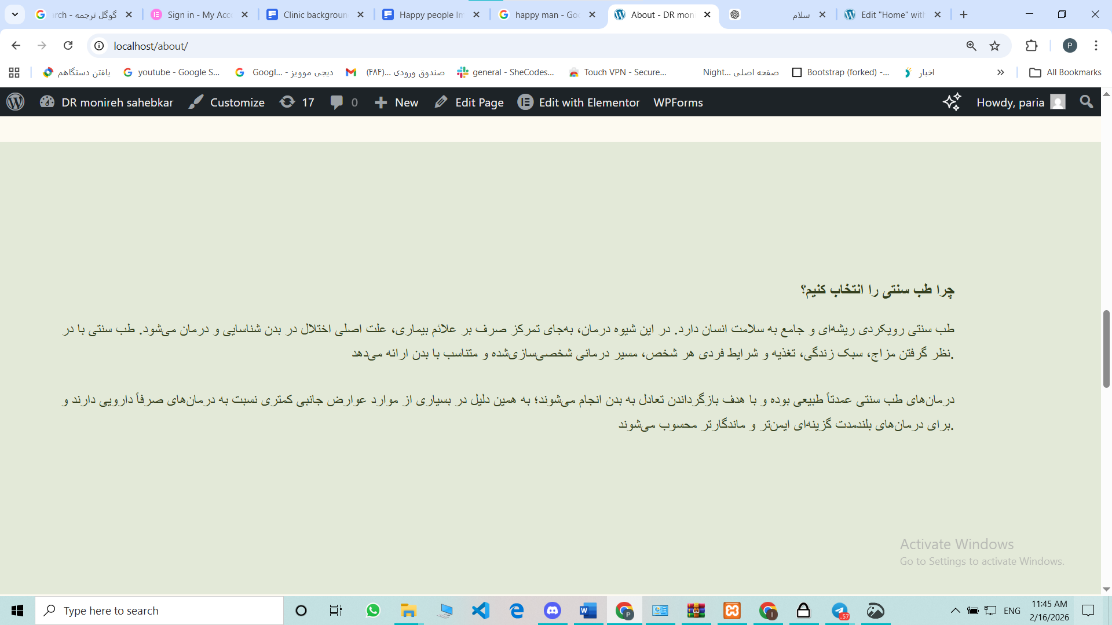 گوگل ترجمه - arch
Sign in - My Acc
Clinic backgroun
Happy people Im
happy man - Goo
About - DR mon
سلام
Edit "Home" with
localhost/about/
یافتن دستگاهم
youtube - Google S...
دیجی موویز - Googl...
صندوق ورودی (۴۸۴)...
general - SheCodes...
Touch VPN - Secure...
صفحه اصلی ...Night
Bootstrap (forked) -...
اخبار
»
All Bookmarks
DR monireh sahebkar
Customize
17
0
New
Edit Page
Edit with Elementor
WPForms
Howdy, paria
چرا طب سنتی را انتخاب کنیم؟
طب سنتی رویکردی ریشه‌ای و جامع به سلامت انسان دارد. در این شیوه درمان، به‌جای تمرکز صرف بر علائم بیماری، علت اصلی اختلال در بدن شناسایی و درمان می‌شود. طب سنتی با در
نظر گرفتن مزاج، سبک زندگی، تغذیه و شرایط فردی هر شخص، مسیر درمانی شخصی‌سازی‌شده و متناسب با بدن ارائه می‌دهد.
درمان‌های طب سنتی عمدتاً طبیعی بوده و با هدف بازگرداندن تعادل به بدن انجام می‌شوند؛ به همین دلیل در بسیاری از موارد عوارض جانبی کمتری نسبت به درمان‌های صرفاً دارویی دارند و
برای درمان‌های بلندمدت گزینه‌ای ایمن‌تر و ماندگارتر محسوب می‌شوند.
Activate Windows
Go to Settings to activate Windows.
Type here to search
ENG
11:45 AM
2/16/2026